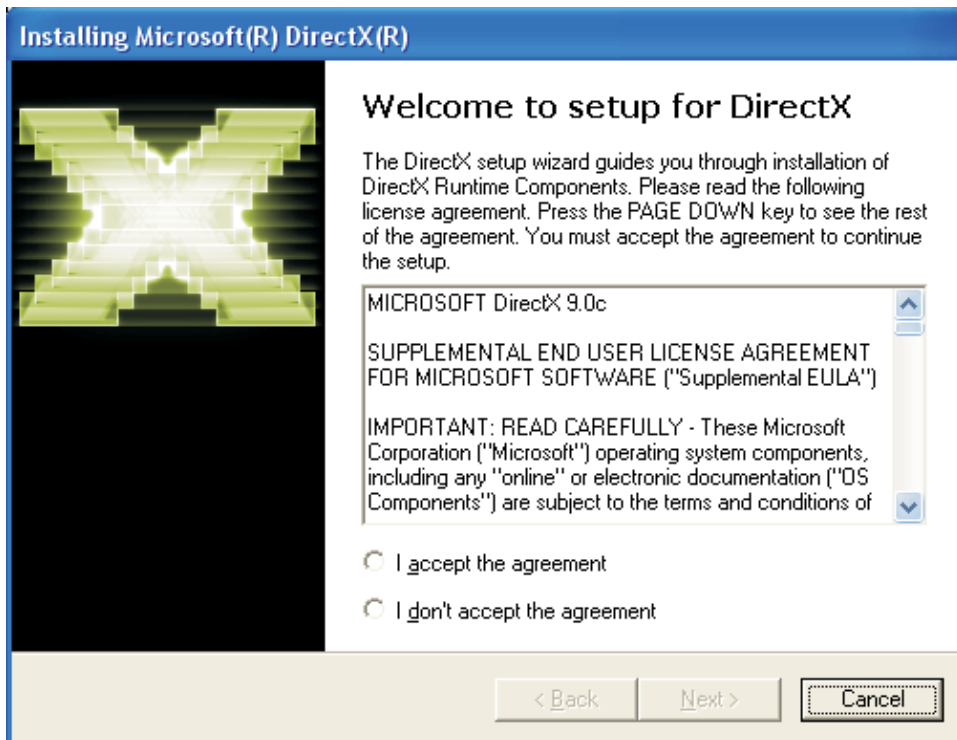 Installing Microsoft(R) DirectX(R)
Welcome to setup for DirectX
The DirectX setup wizard guides you through installation of
DirectX Runtime Components. Please read the following
license agreement. Press the PAGE DOWN key to see the rest
of the agreement. You must accept the agreement to continue
the setup.
MICROSOFT DirectX 9.0c
SUPPLEMENTAL END USER LICENSE AGREEMENT
FOR MICROSOFT SOFTWARE ("Supplemental EULA")
IMPORTANT: READ CAREFULLY - These Microsoft
Corporation ("Microsoft") operating system components,
including any "online" or electronic documentation ("OS
Components") are subject to the terms and conditions of
I accept the agreement
I don't accept the agreement
< Back
Next >
Cancel